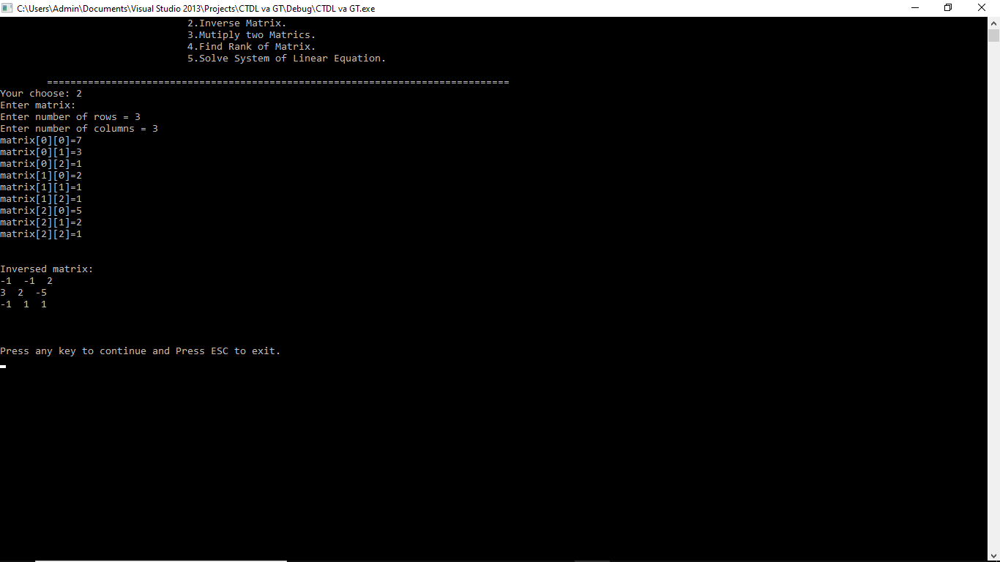 C:\Users\Admin\Documents\Visual Studio 2013\Projects\CTDL va GT\Debug\CTDL va GT.exe
2.Inverse Matrix.
3.Mutiply two Matrics.
4.Find Rank of Matrix.
5.Solve System of Linear Equation.
===============================================================================
Your choose: 2
Enter matrix:
Enter number of rows = 3
Enter number of columns = 3
matrix[0][0]=7
matrix[0][1]=3
matrix[0][2]=1
matrix[1][0]=2
matrix[1][1]=1
matrix[1][2]=1
matrix[2][0]=5
matrix[2][1]=2
matrix[2][2]=1
Inversed matrix:
-1  -1  2
3  2  -5
-1  1  1
Press any key to continue and Press ESC to exit.